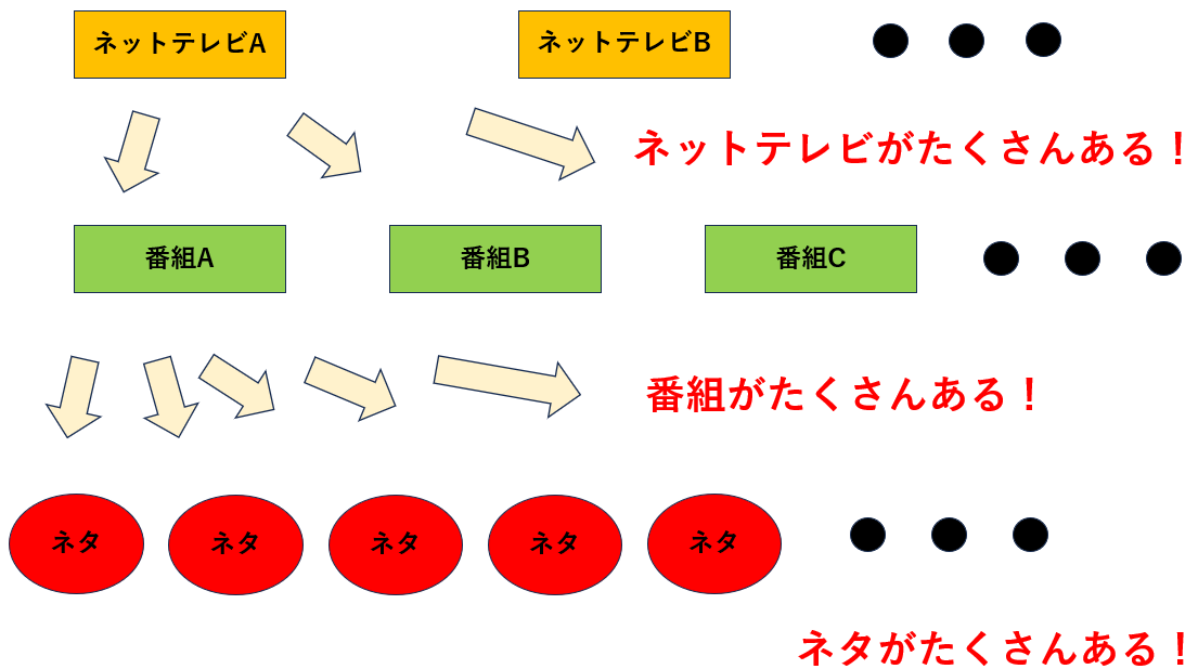 ネットテレビA
ネットテレビB
ネットテレビがたくさんある！
番組A
番組B
番組C
番組がたくさんある！
ネタ
ネタ
ネタ
ネタ
ネタ
ネタがたくさんある！